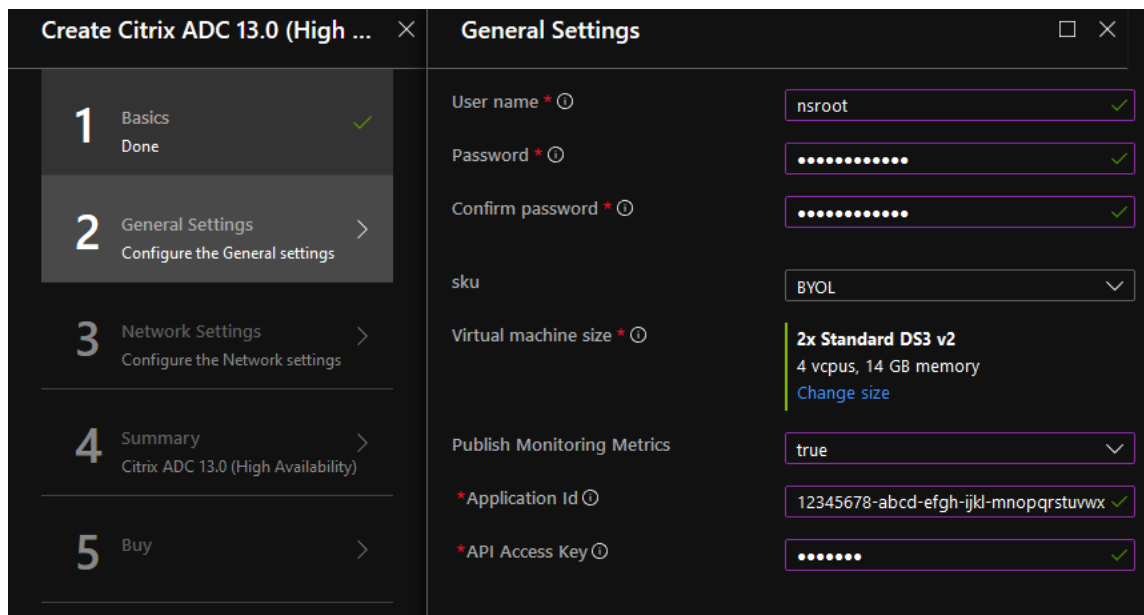 Create Citrix ADC 13.0 (High ...
1
Basics
Done
2
General Settings
Configure the General settings
3
Network Settings
Configure the Network settings
4
Summary
Citrix ADC 13.0 (High Availability)
5
Buy
General Settings
User name *
nsroot
Password *
••••••••••••
Confirm password *
••••••••••••
sku
BYOL
Virtual machine size *
2x Standard DS3 v2
4 vcpus, 14 GB memory
Change size
Publish Monitoring Metrics
true
*Application Id
12345678-abcd-efgh-ijkl-mnopqrstuvwx
*API Access Key
•••••••